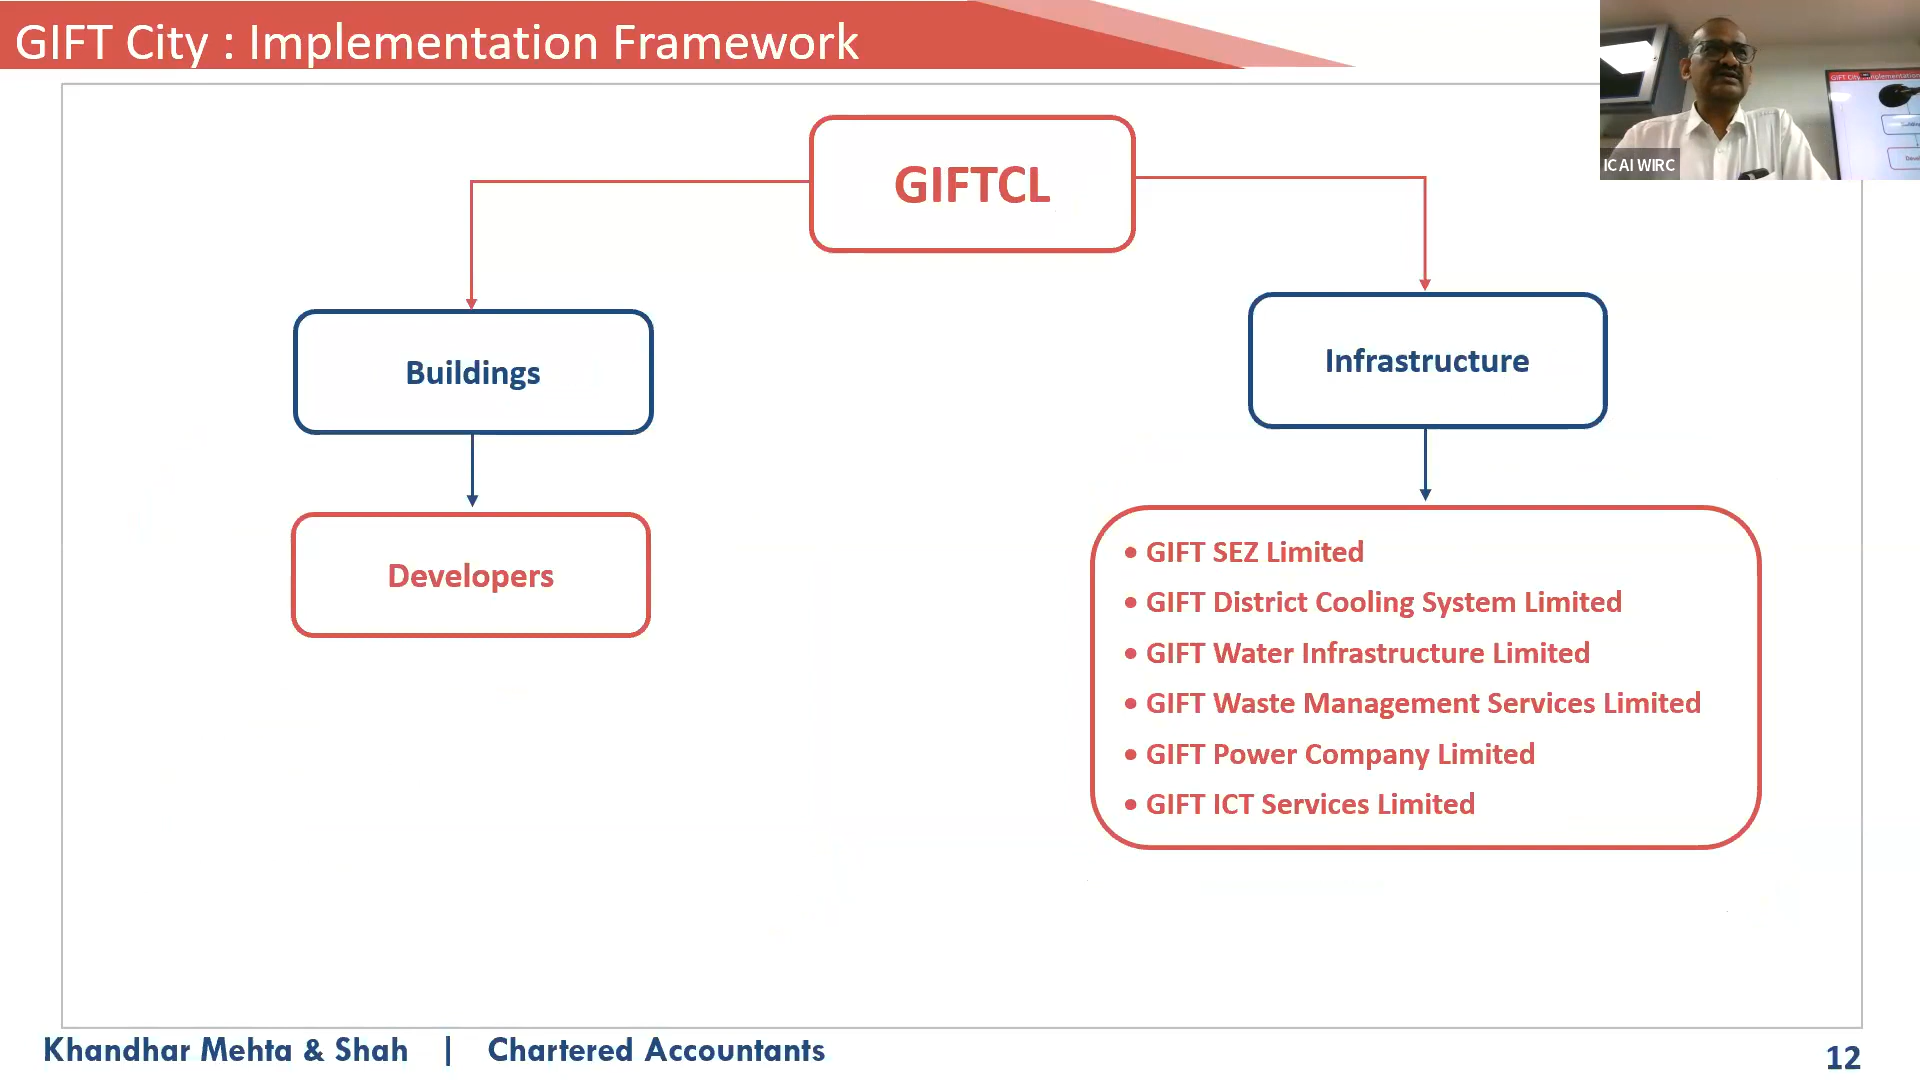 GIFT City : Implementation Framework
GIFTCL
IC AI WIRC
Buildings
Infrastructure
Developers
• GIFT SEZ Limited
• GIFT District Cooling System Limited
• GIFT Water Infrastructure Limited
• GIFT Waste Management Services Limited
• GIFT Power Company Limited
• GIFT ICT Services Limited
Khandhar Mehta & Shah | Chartered Accountants
12